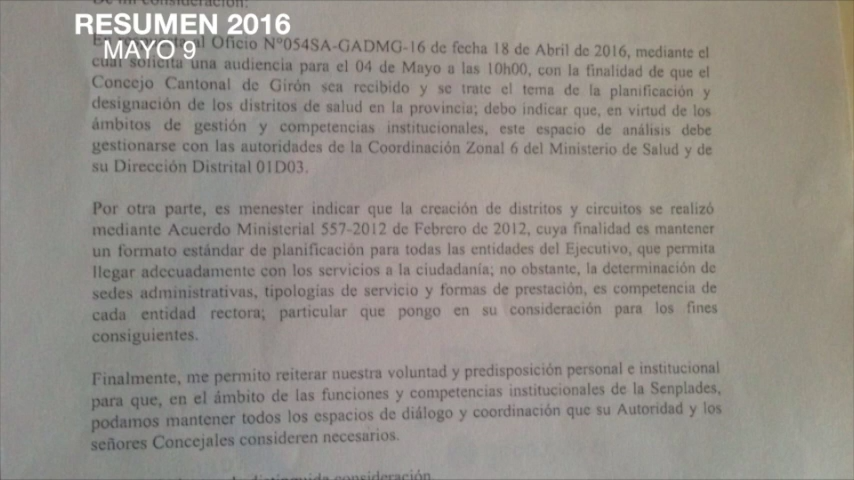 De mi consideración:
RESUMEN 2016
MAYO 9
al Oficio N°054SA-GADMG-16 de fecha 18 de Abril de 2016, mediante el
cual solicita una audiencia para el 04 de Mayo a las 10h00, con la finalidad de que el
Concejo Cantonal de Girón sea recibido y se trate el tema de la planificación y
designación de los distritos de salud en la provincia; debo indicar que, en virtud de los
ámbitos de gestión y competencias institucionales, este espacio de análisis debe
gestionarse con las autoridades de la Coordinación Zonal 6 del Ministerio de Salud y de
su Dirección Distrital 01D03.
Por otra parte, es menester indicar que la creación de distritos y circuitos se realizó
mediante Acuerdo Ministerial 557-2012 de Febrero de 2012, cuya finalidad es mantener
un formato estándar de planificación para todas las entidades del Ejecutivo, que permita
llegar adecuadamente con los servicios a la ciudadanía; no obstante, la determinación de
sedes administrativas, tipologías de servicio y formas de prestación, es competencia de
cada entidad rectora; particular que pongo en su consideración para los fines
consiguientes.
Finalmente, me permito reiterar nuestra voluntad y predisposición personal e institucional
para que, en el ámbito de las funciones y competencias institucionales de la Senplades,
podamos mantener todos los espacios de diálogo y coordinación que su Autoridad y los
señores Concejales consideren necesarios.
distinguida consideración